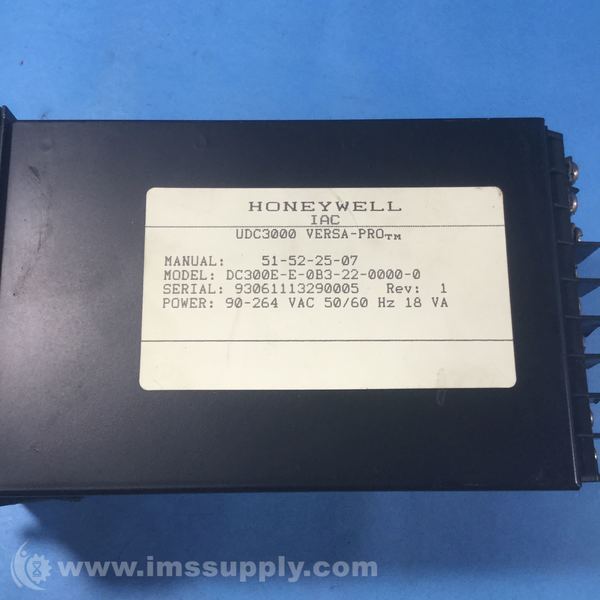 HONEYWELL
IAC
UDC3000 VERSA-PRO™
MANUAL: 51-52-25-07
MODEL: DC300E-E-0B3-22-0000-0
SERIAL: 93061113290005 Rev: 1
POWER: 90-264 VAC 50/60 Hz 18 VA
www.imssupply.com